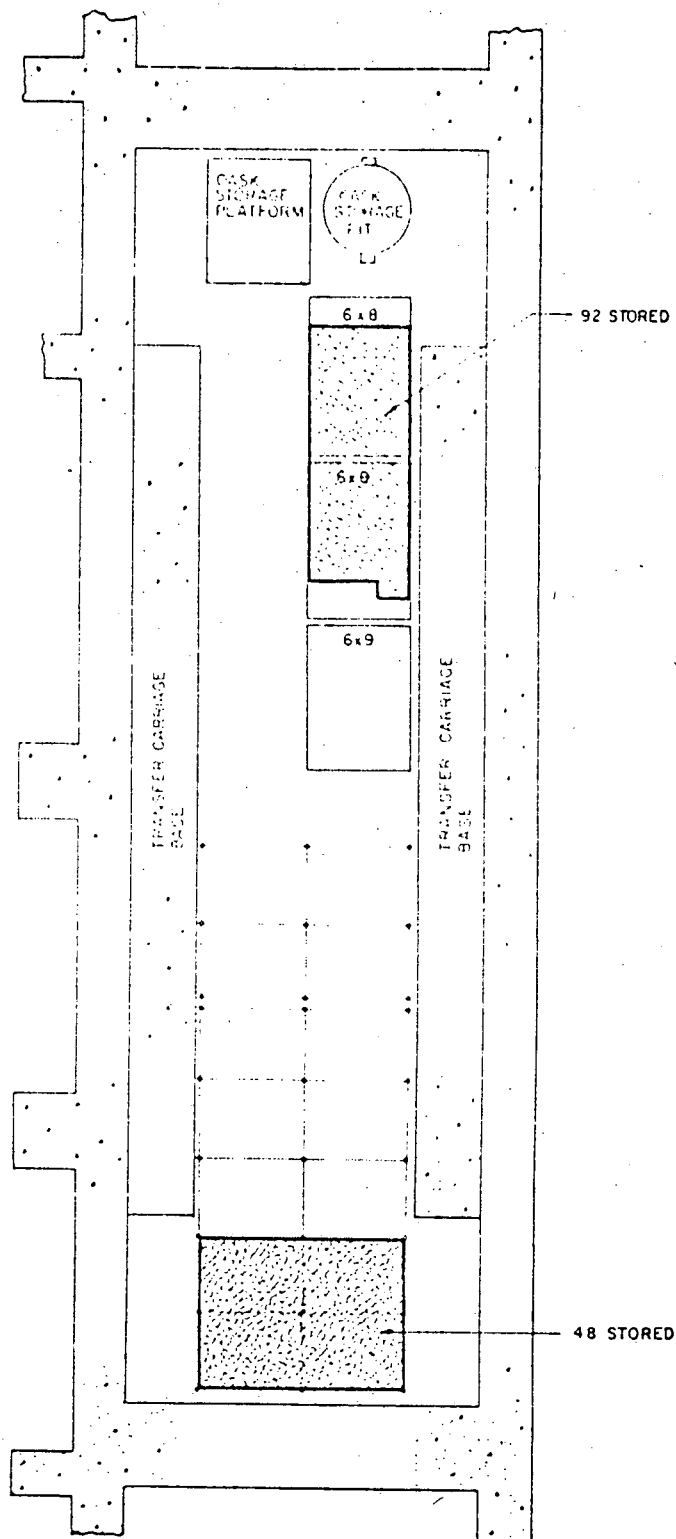 CASK
STORAGE
PLATFORM
CASK
STORAGE
PIT
6x8
92 STORED
6x8
6x9
TRANSFER CARRIAGE
BASE
TRANSFER CARRIAGE
BASE
48 STORED